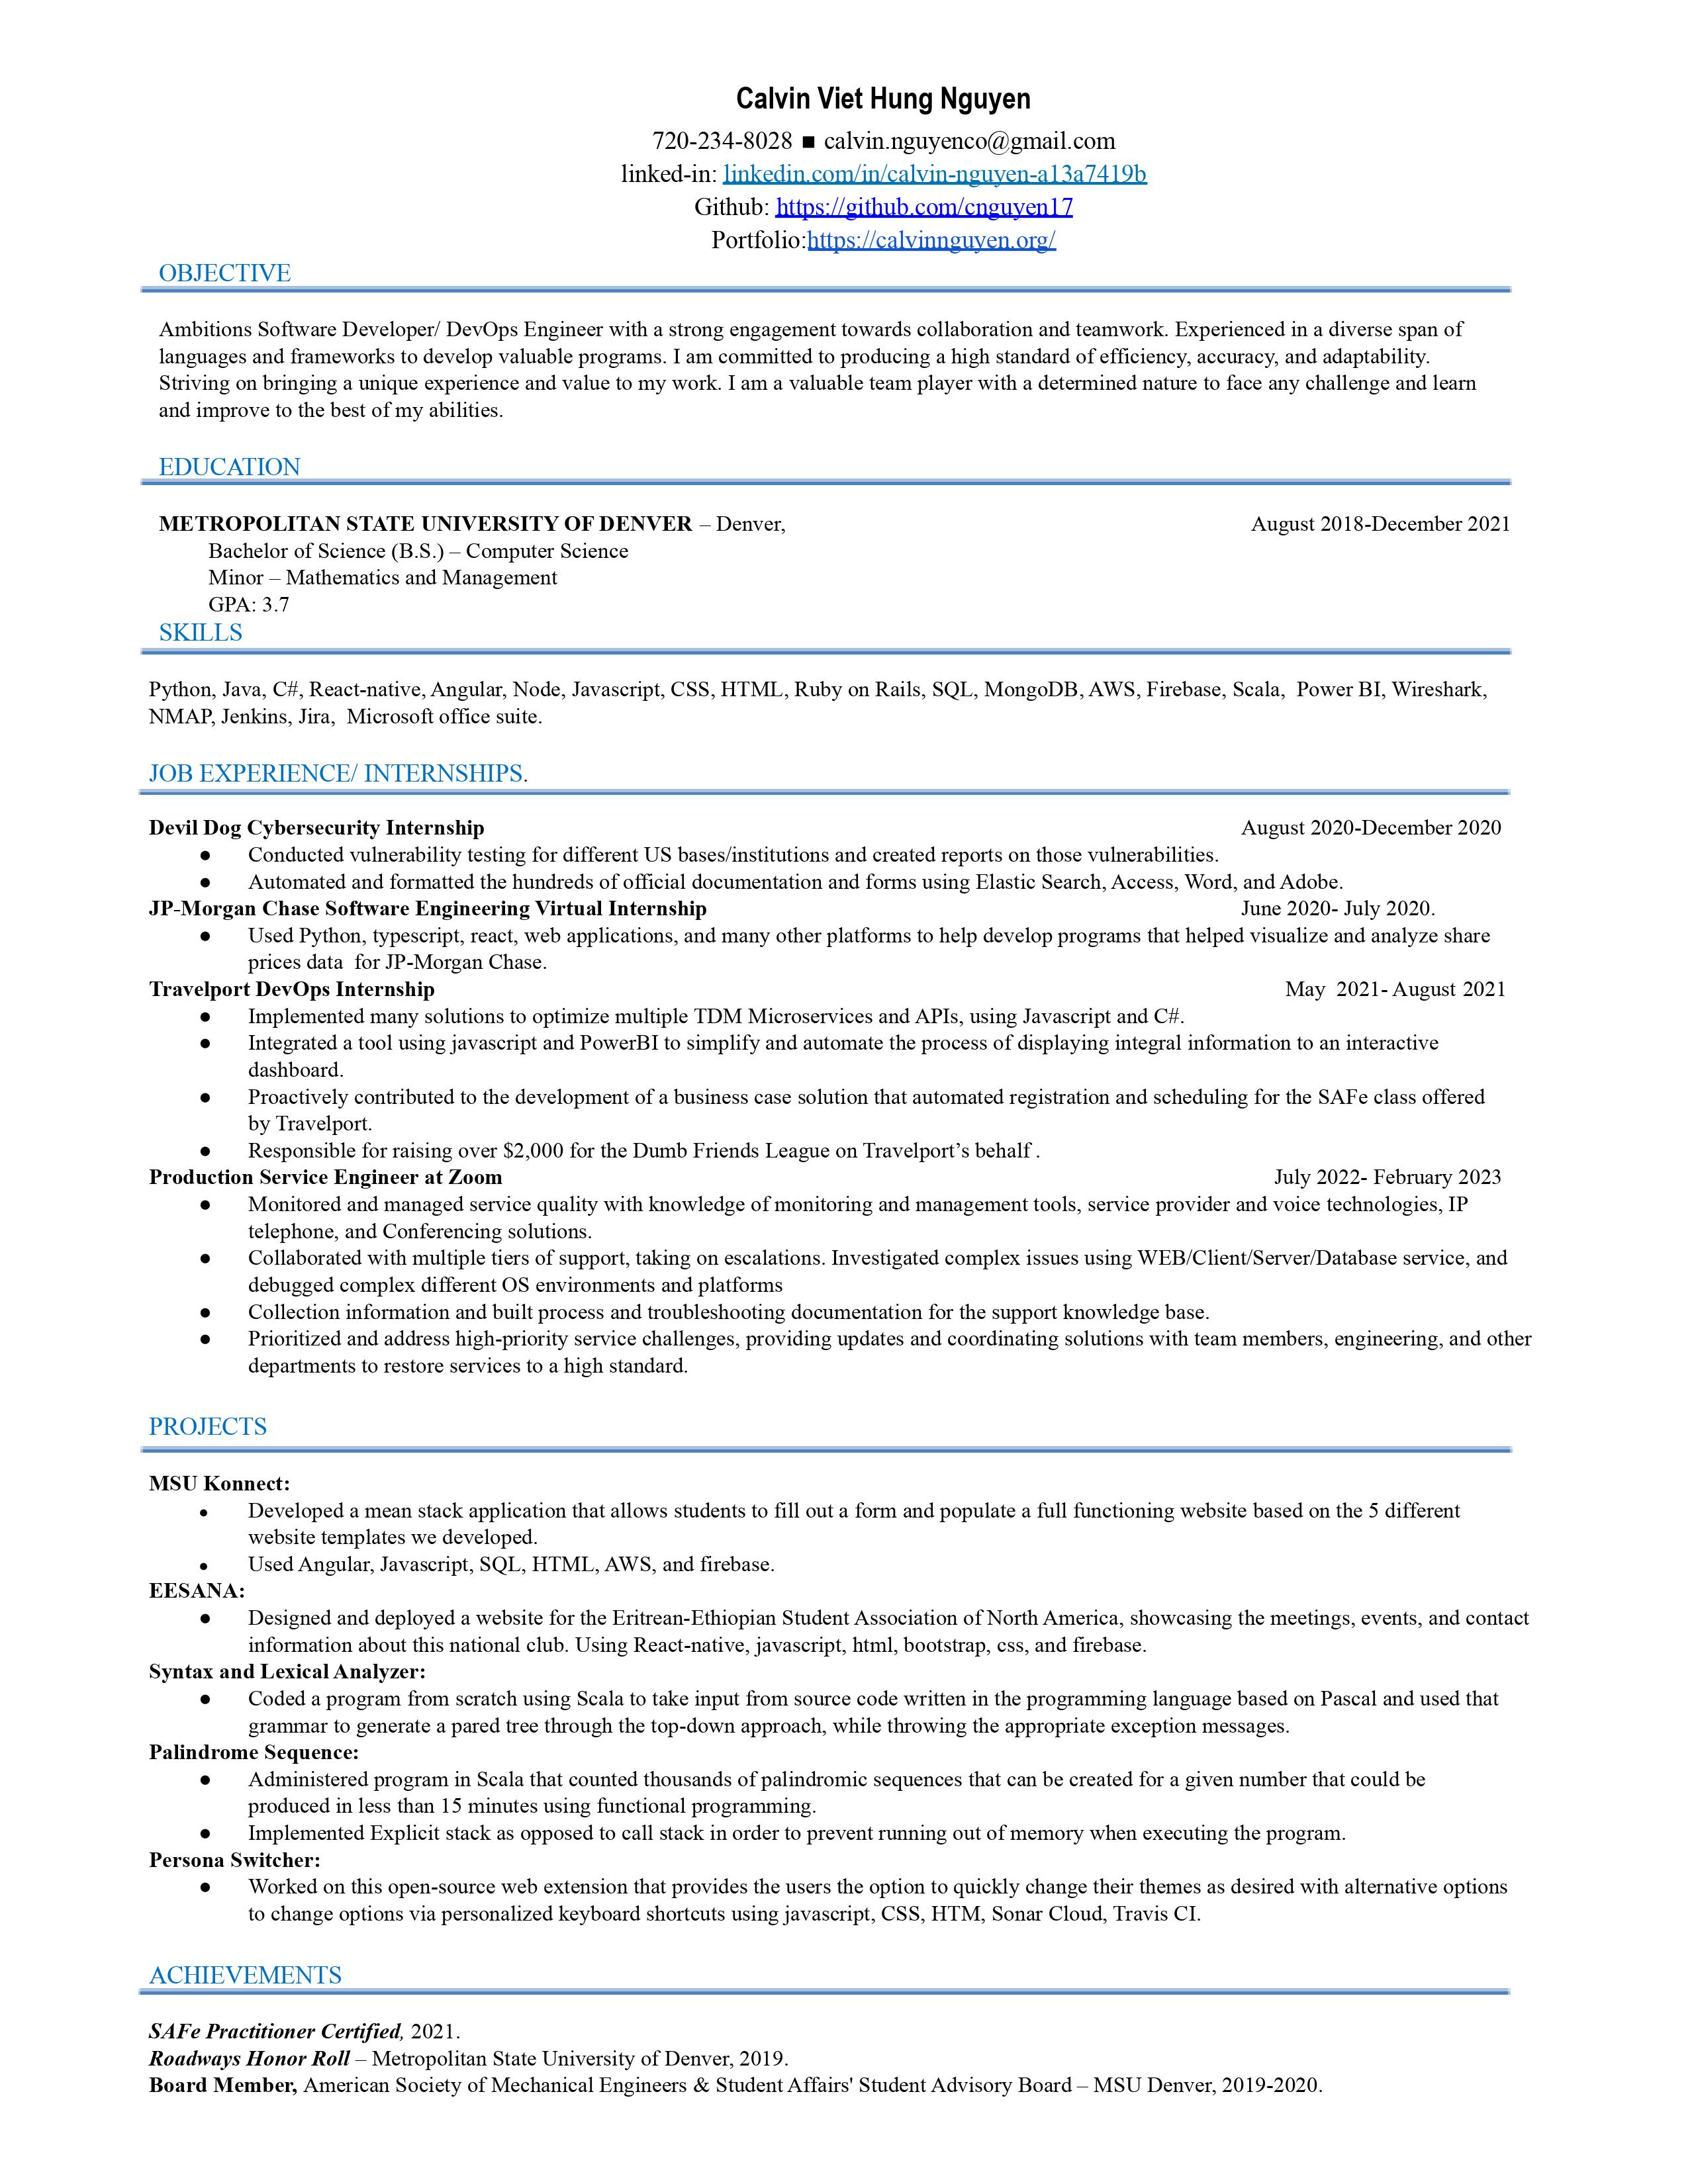 Calvin Viet Hung Nguyen
720-234-8028 ■ calvin.nguyenco@gmail.com
linked-in: linkedin.com/in/calvin-nguyen-a13a7419b
Github: https://github.com/cnguyen17
Portfolio:https://calvinnguyen.org/
OBJECTIVE
Ambitions Software Developer/ DevOps Engineer with a strong engagement towards collaboration and teamwork. Experienced in a diverse span of
languages and frameworks to develop valuable programs. I am committed to producing a high standard of efficiency, accuracy, and adaptability.
Striving on bringing a unique experience and value to my work. I am a valuable team player with a determined nature to face any challenge and learn
and improve to the best of my abilities.
EDUCATION
METROPOLITAN STATE UNIVERSITY OF DENVER – Denver, August 2018-December 2021
Bachelor of Science (B.S.) – Computer Science
Minor – Mathematics and Management
GPA: 3.7
SKILLS
Python, Java, C#, React-native, Angular, Node, Javascript, CSS, HTML, Ruby on Rails, SQL, MongoDB, AWS, Firebase, Scala,  Power BI, Wireshark,
NMAP, Jenkins, Jira,  Microsoft office suite.
JOB EXPERIENCE/ INTERNSHIPS.
Devil Dog Cybersecurity Internship August 2020-December 2020
● Conducted vulnerability testing for different US bases/institutions and created reports on those vulnerabilities.
● Automated and formatted the hundreds of official documentation and forms using Elastic Search, Access, Word, and Adobe.
JP-Morgan Chase Software Engineering Virtual Internship June 2020- July 2020.
● Used Python, typescript, react, web applications, and many other platforms to help develop programs that helped visualize and analyze share
prices data  for JP-Morgan Chase.
Travelport DevOps Internship May  2021- August 2021
● Implemented many solutions to optimize multiple TDM Microservices and APIs, using Javascript and C#.
● Integrated a tool using javascript and PowerBI to simplify and automate the process of displaying integral information to an interactive
dashboard.
● Proactively contributed to the development of a business case solution that automated registration and scheduling for the SAFe class offered
by Travelport.
● Responsible for raising over $2,000 for the Dumb Friends League on Travelport’s behalf .
Production Service Engineer at Zoom July 2022- February 2023
● Monitored and managed service quality with knowledge of monitoring and management tools, service provider and voice technologies, IP
telephone, and Conferencing solutions.
● Collaborated with multiple tiers of support, taking on escalations. Investigated complex issues using WEB/Client/Server/Database service, and
debugged complex different OS environments and platforms
● Collection information and built process and troubleshooting documentation for the support knowledge base.
● Prioritized and address high-priority service challenges, providing updates and coordinating solutions with team members, engineering, and other
departments to restore services to a high standard.
PROJECTS
MSU Konnect:
● Developed a mean stack application that allows students to fill out a form and populate a full functioning website based on the 5 different
website templates we developed.
● Used Angular, Javascript, SQL, HTML, AWS, and firebase.
EESANA:
● Designed and deployed a website for the Eritrean-Ethiopian Student Association of North America, showcasing the meetings, events, and contact
information about this national club. Using React-native, javascript, html, bootstrap, css, and firebase.
Syntax and Lexical Analyzer:
● Coded a program from scratch using Scala to take input from source code written in the programming language based on Pascal and used that
grammar to generate a pared tree through the top-down approach, while throwing the appropriate exception messages.
Palindrome Sequence:
● Administered program in Scala that counted thousands of palindromic sequences that can be created for a given number that could be
produced in less than 15 minutes using functional programming.
● Implemented Explicit stack as opposed to call stack in order to prevent running out of memory when executing the program.
Persona Switcher:
● Worked on this open-source web extension that provides the users the option to quickly change their themes as desired with alternative options
to change options via personalized keyboard shortcuts using javascript, CSS, HTM, Sonar Cloud, Travis CI.
ACHIEVEMENTS
SAFe Practitioner Certified, 2021.
Roadways Honor Roll – Metropolitan State University of Denver, 2019.
Board Member, American Society of Mechanical Engineers & Student Affairs' Student Advisory Board – MSU Denver, 2019-2020.